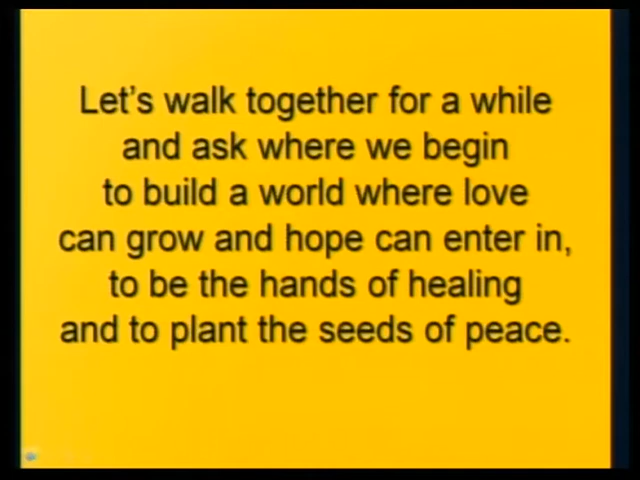 Let's walk together for a while
and ask where we begin
to build a world where love
can grow and hope can enter in,
to be the hands of healing
and to plant the seeds of peace.